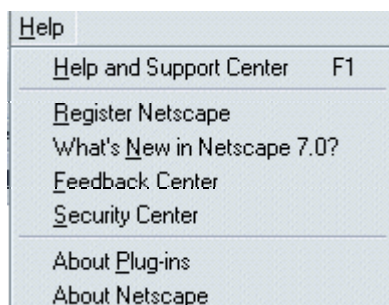 Help
Help and Support Center F1
Register Netscape
What's New in Netscape 7.0?
Feedback Center
Security Center
About Plug-ins
About Netscape